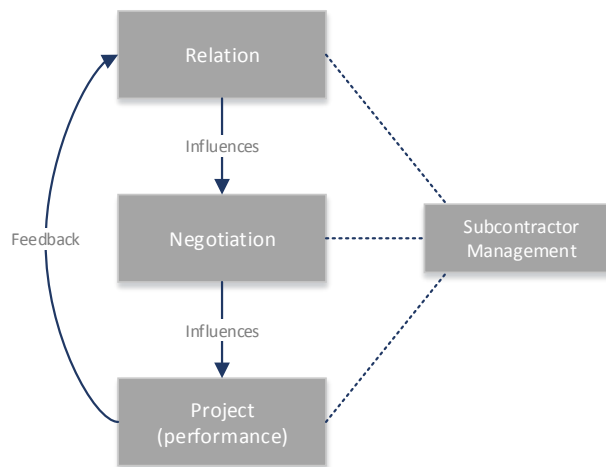 Relation
Influences
Negotiation
Subcontractor
Management
Feedback
Influences
Project
(performance)